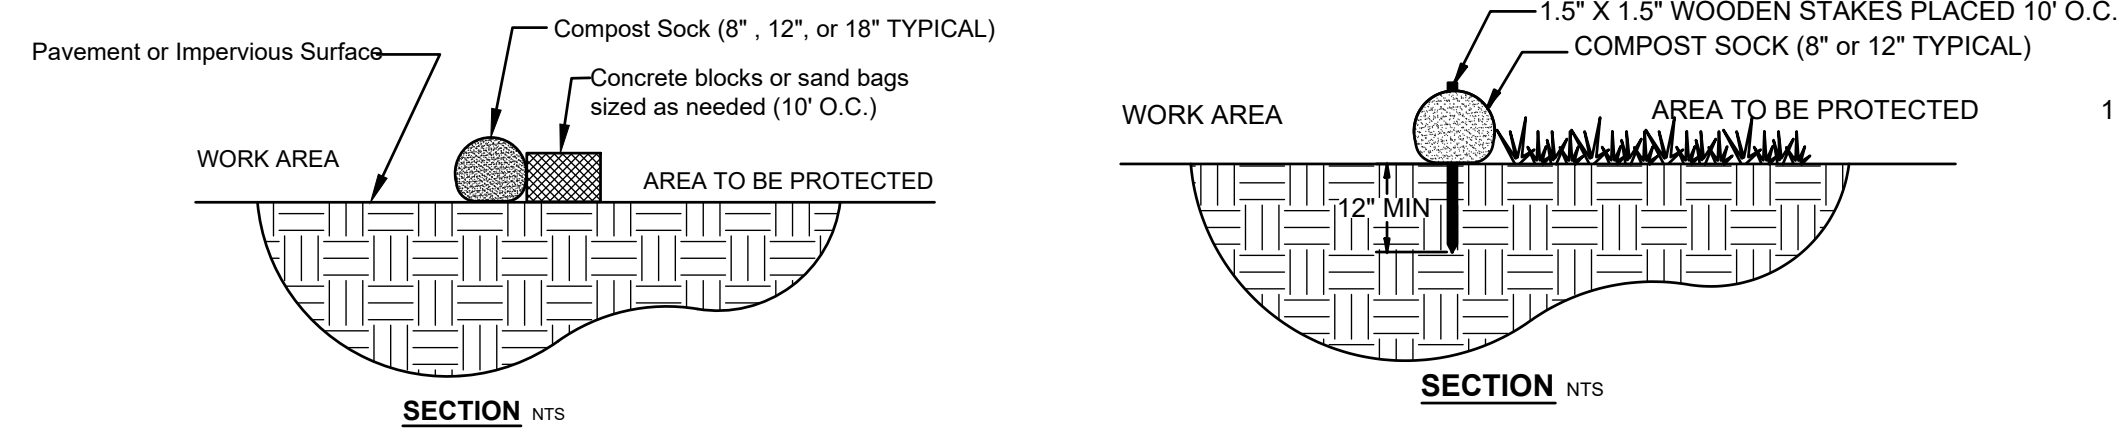 Compost Sock (8" , 12", or 18" TYPICAL)
Pavement or Impervious Surface
Concrete blocks or sand bags
sized as needed (10' O.C.)
WORK AREA
AREA TO BE PROTECTED
SECTION NTS
1.5" X 1.5" WOODEN STAKES PLACED 10' O.C.
COMPOST SOCK (8" or 12" TYPICAL)
WORK AREA
AREA TO BE PROTECTED
1
12" MIN
SECTION NTS